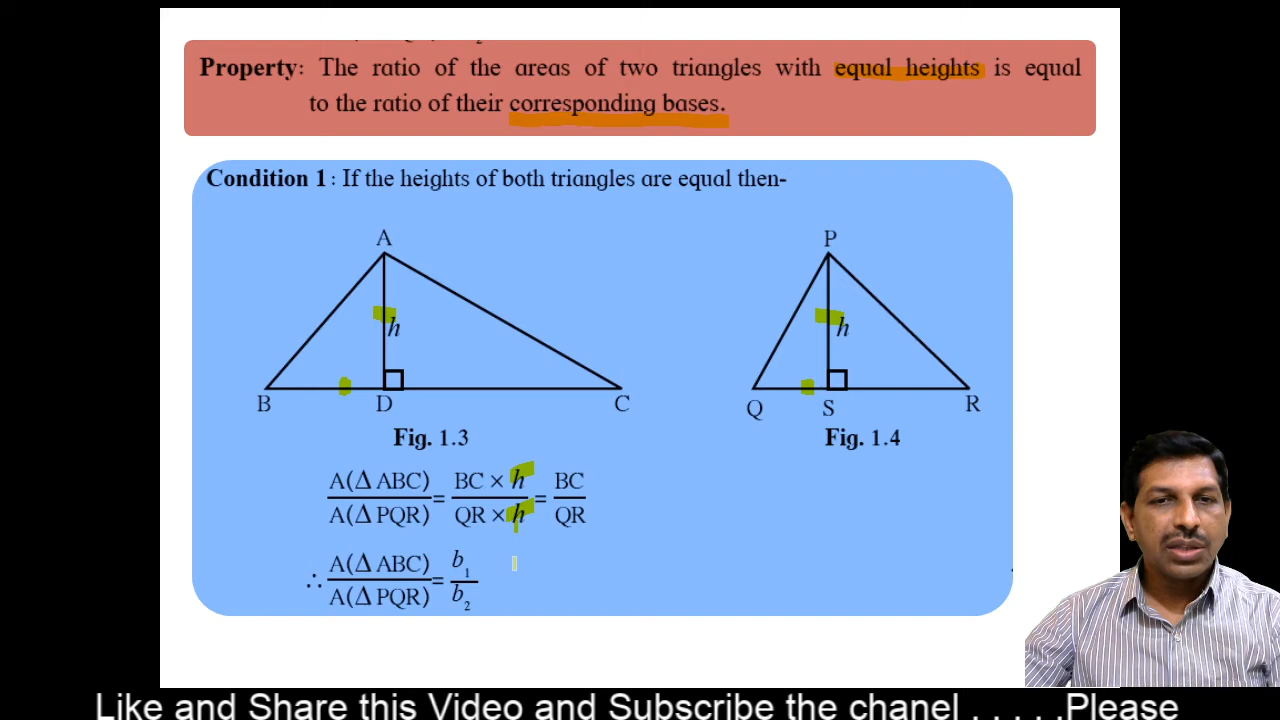 Property: The ratio of the areas of two triangles with equal heights is equal
to the ratio of their corresponding bases.
Condition 1 : If the heights of both triangles are equal then-
A
P
h
h
B
D
C
Q
S
R
Fig. 1.3
Fig. 1.4
A(Δ ABC)/A(Δ PQR) = BC × h/QR × h = BC/QR
∴ A(Δ ABC)/A(Δ PQR) = b₁/b₂
Like and Share this Video and Subscribe the chanel . . . . .Please